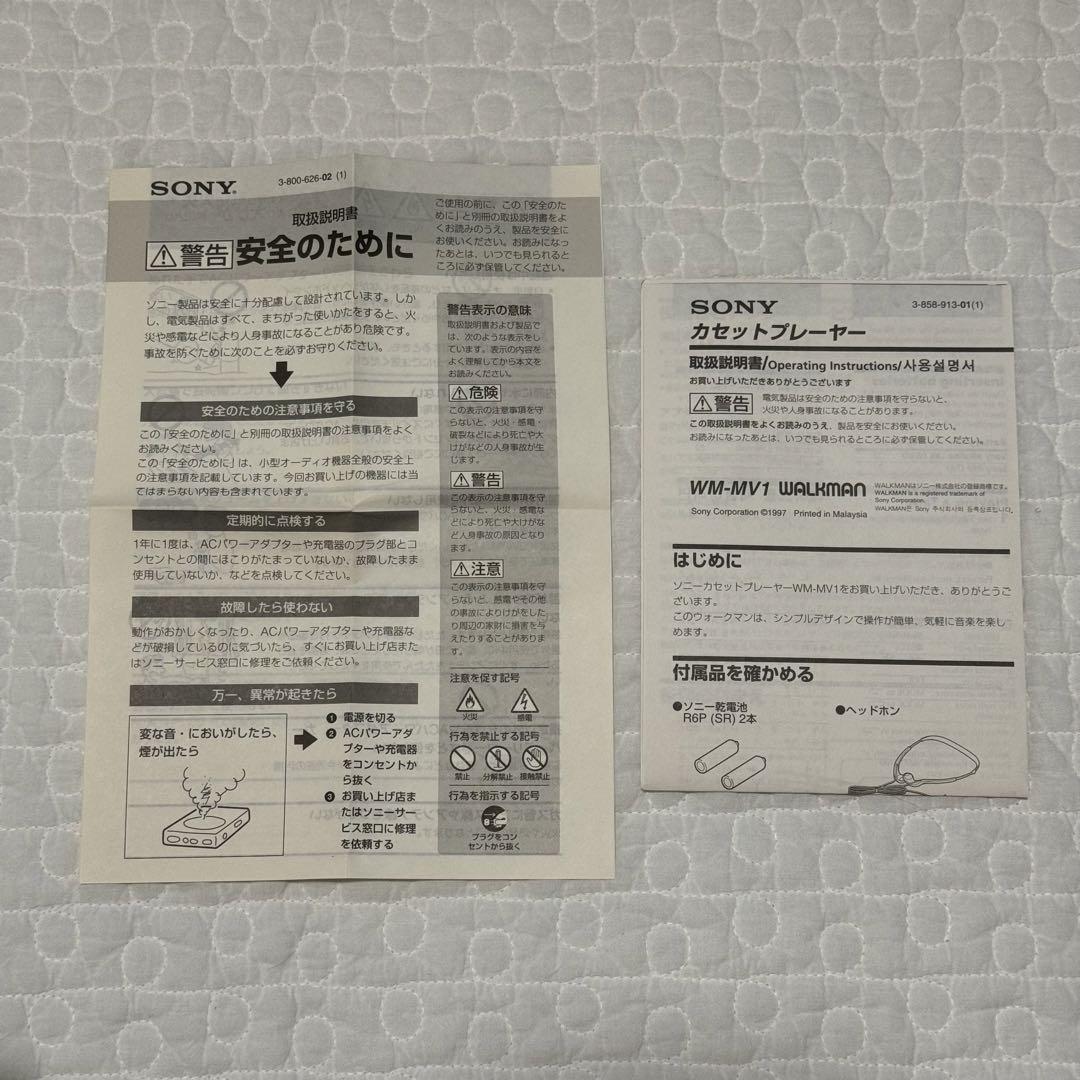 SONY®
3-800-626-02 (1)
取扱説明書
警告 安全のために
ご使用の前に、この「安全のた
めに」と別冊の取扱説明書をよ
くお読みのうえ、製品を安全に
お使いください。お読みになっ
たあとは、いつでも見られるとこ
ろに必ず保管してください。
ソニー製品は安全に十分配慮して設計されています。しか
し、電気製品はすべて、まちがった使いかたをすると、火
災や感電などにより人身事故になることがあり危険です。
事故を防ぐために次のことを必ずお守りください。
安全のための注意事項を守る
この「安全のために」と別冊の取扱説明書の注意事項をよく
お読みください。
この「安全のために」は、小型オーディオ機器全般の安全上
の注意事項を記載しています。今回お買い上げの機器には当
てはまらない内容も含まれています。
定期的に点検する
1年に1度は、ACパワーアダプターや充電器のプラグ部とコ
ンセントとの間にほこりがたまっていないか、故障したまま
使用していないか、などを点検してください。
故障したら使わない
動作がおかしくなったり、ACパワーアダプターや充電器な
どが破損しているのに気づいたら、すぐにお買い上げ店また
はソニーサービス窓口に修理をご依頼ください。
万一、異常が起きたら
変な音・においがしたら、
煙が出たら
❶ 電源を切る
❷ ACパワーアダ
プターや充電器
をコンセントか
ら抜く
❸ お買い上げ店ま
たはソニーサー
ビス窓口に修理
を依頼する
警告表示の意味
取扱説明書および製品で
は、次のような表示をし
ています。表示の内容を
よく理解してから本文を
お読みください。
危険
この表示の注意事項を守
らないと、火災・感電・
破裂などにより死亡や大
けがなどの人身事故が生
じます。
警告
この表示の注意事項を守
らないと、火災・感電な
どにより死亡や大けがな
ど人身事故の原因となり
ます。
注意
この表示の注意事項を守
らないと、感電やその他
の事故によりけがをした
り周辺の家財に損害を与
えたりすることがありま
す。
注意を促す記号
火災 感電
行為を禁止する記号
禁止 分解禁止 接触禁止
行為を指示する記号
プラグをコン
セントから抜く
SONY
3-858-913-01(1)
カセットプレーヤー
取扱説明書/Operating Instructions/사용설명서
お買い上げいただきありがとうございます
警告
電気製品は安全のための注意事項を守らないと、
火災や人身事故になることがあります。
この取扱説明書をよくお読みのうえ、製品を安全にお使いください。
お読みになったあとは、いつでも見られるところに必ず保管してください。
WM-MV1 WALKMAN
WALKMANはソニー株式会社の登録商標です。
WALKMAN is a registered trademark of
Sony Corporation.
WALKMAN은 Sony 주식회사의 등록상표입니다.
Sony Corporation ©1997 Printed in Malaysia
はじめに
ソニーカセットプレーヤーWM-MV1をお買い上げいただき、ありがとうご
ざいます。
このウォークマンは、シンプルデザインで操作が簡単、気軽に音楽を楽し
めます。
付属品を確かめる
●ソニー乾電池
R6P (SR) 2本
●ヘッドホン